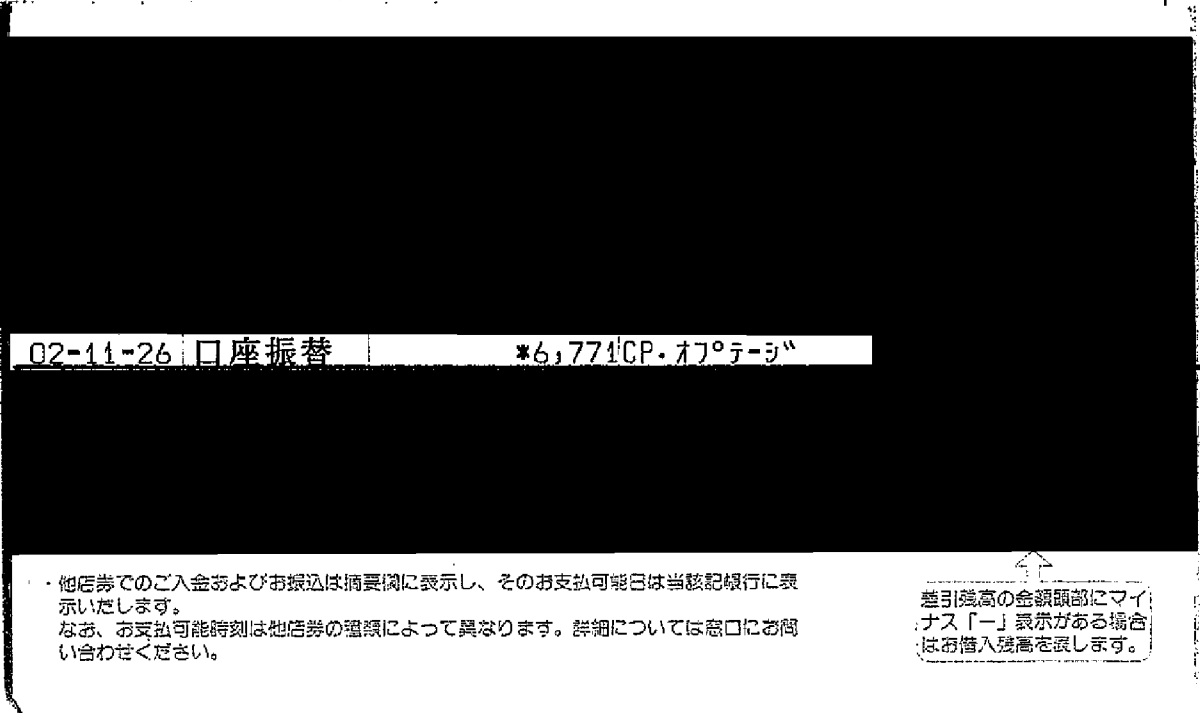 02-11-26 口座振替 *6,771 CP. オプテージ
・他店券でのご入金およびお振込は摘要欄に表示し、そのお支払可能日は当該記帳行に表
示いたします。
なお、お支払可能時刻は他店券の種類によって異なります。詳細については窓口にお問
い合わせください。
差引残高の金額頭部にマイ
ナス「ー」表示がある場合
はお借入残高を表します。